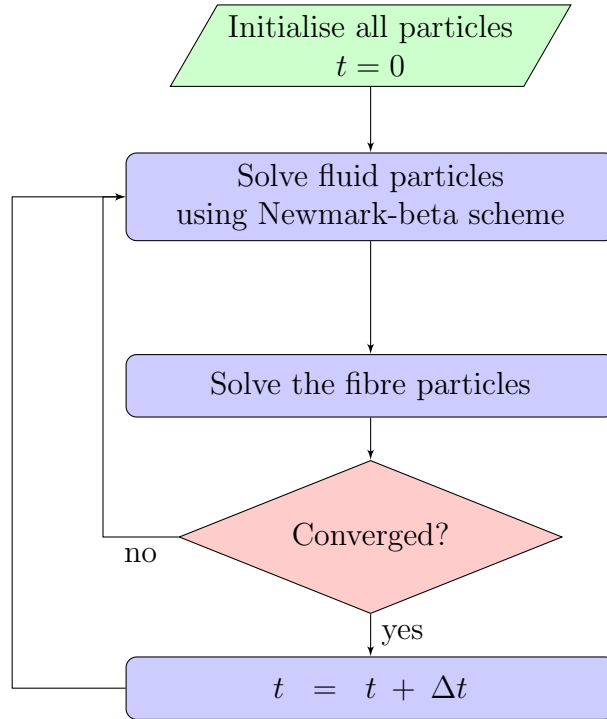 Initialise all particles
t = 0
Solve fluid particles
using Newmark-beta scheme
Solve the fibre particles
Converged?
no
yes
t = t + Δt